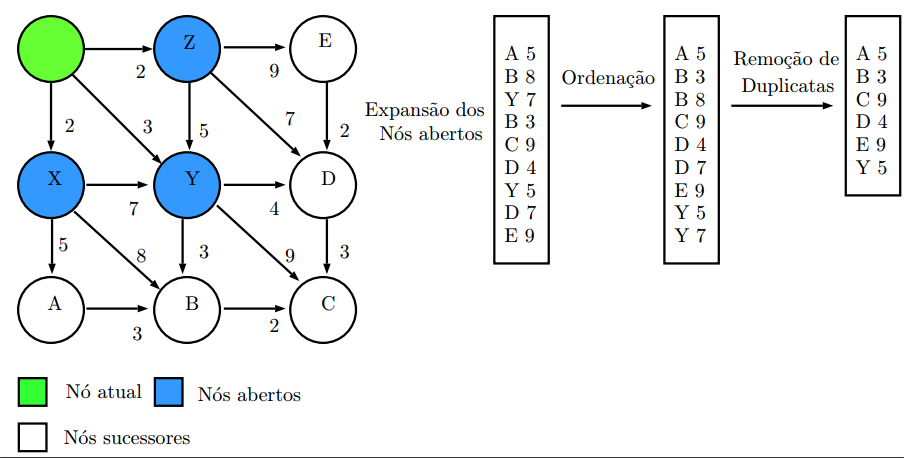 Z
E
2
9
2
3
5
7
2
X
Y
D
7
4
5
8
3
9
3
A
B
C
3
2
Nó atual
Nós abertos
Nós sucessores
Expansão dos
Nós abertos
A 5
B 8
Y 7
B 3
C 9
D 4
Y 5
D 7
E 9
Ordenação
A 5
B 3
B 8
C 9
D 4
D 7
E 9
Y 5
Y 7
Remoção de
Duplicatas
A 5
B 3
C 9
D 4
E 9
Y 5